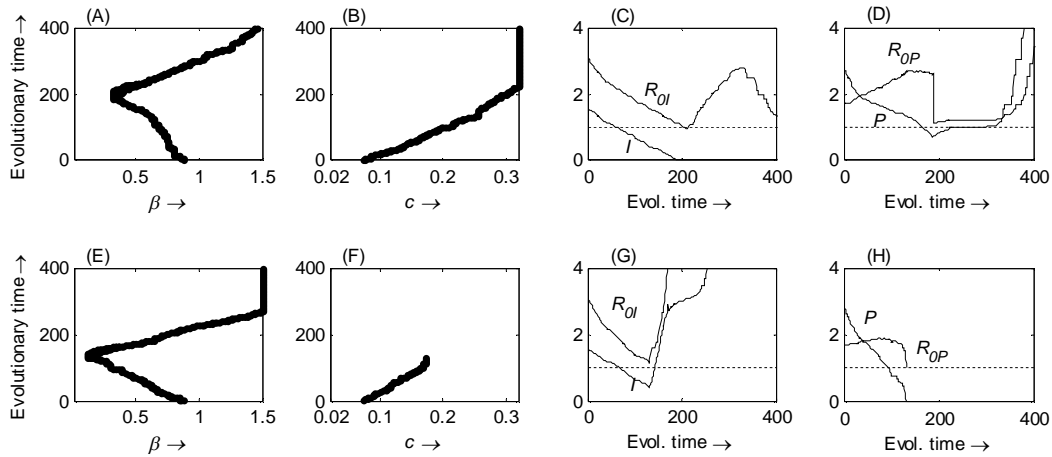 (A) (B) (C) (D)
Evolutionary time →
400
200
0
0.5 1 1.5
β →
400
200
0
0.02 0.1 0.2 0.3
c →
4
2
0
R0I
I
0 200 400
Evol. time →
4
2
0
R0P
P
0 200 400
Evol. time →
(E) (F) (G) (H)
Evolutionary time →
400
200
0
0.5 1 1.5
β →
400
200
0
0.02 0.1 0.2 0.3
c →
4
2
0
R0I
I
0 200 400
Evol. time →
4
2
0
P
R0P
0 200 400
Evol. time →